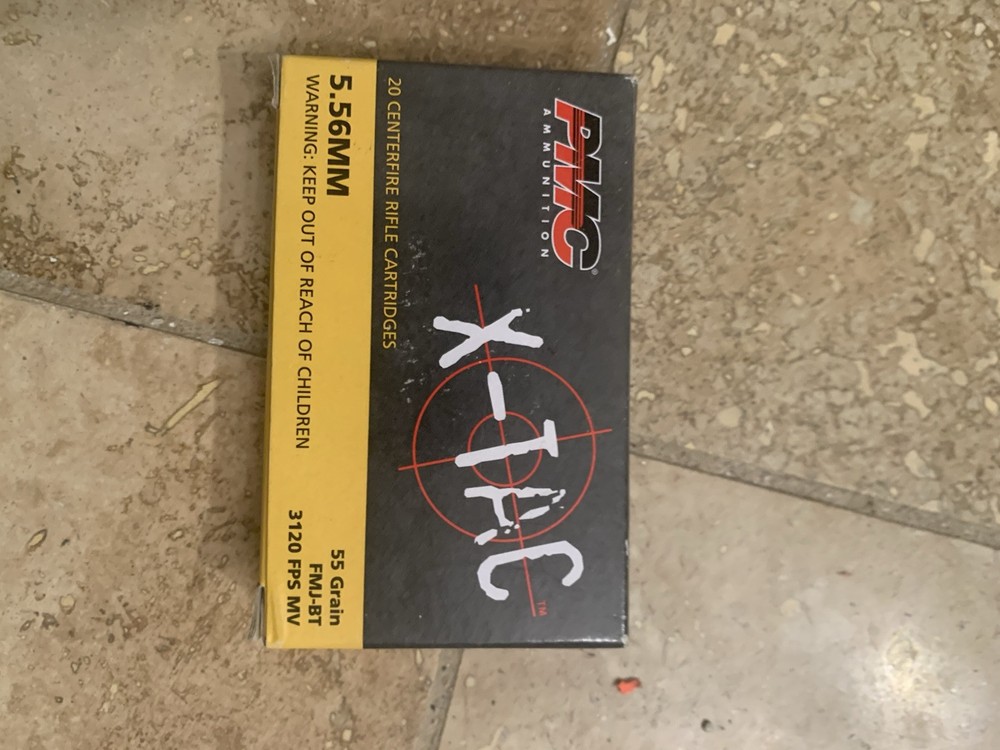 PMC®
AMMUNITION
X-TAC™
20 CENTERFIRE RIFLE CARTRIDGES
5.56MM
WARNING: KEEP OUT OF REACH OF CHILDREN
55 Grain
FMJ-BT
3120 FPS MV